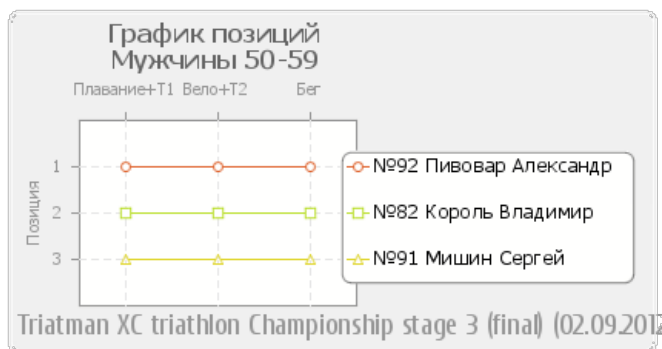 График позиций
Мужчины 50-59
Плавание+T1 Вело+T2 Бег
Позиция
1
2
3
№92 Пивовар Александр
№82 Король Владимир
№91 Мишин Сергей
Triatman XC triathlon Championship stage 3 (final) (02.09.2017